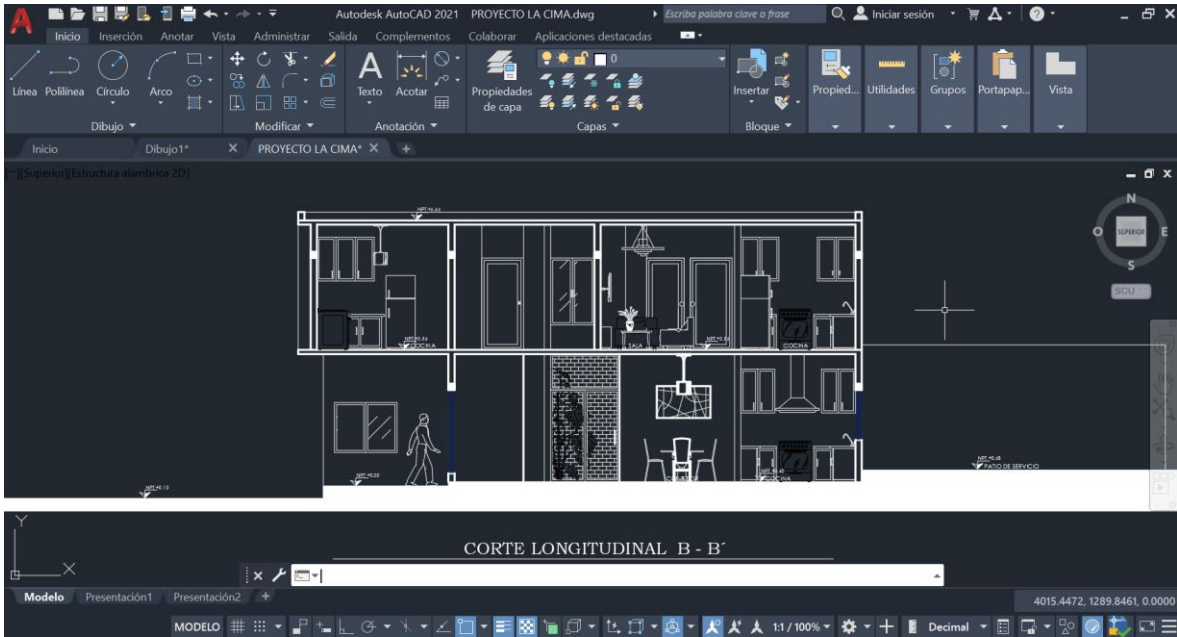 Autodesk AutoCAD 2021 PROYECTO LA CIMA.dwg
Escriba palabra clave o frase
Iniciar sesión
Inicio Inserción Anotar Vista Administrar Salida Complementos Colaborar Aplicaciones destacadas
0
Línea Polilínea Círculo Arco
Texto Acotar
Propiedades de capa
Insertar
Propied... Utilidades Grupos Portapap... Vista
Dibujo Modificar Anotación Capas Bloque
Inicio Dibujo1* PROYECTO LA CIMA*
[−][Superior][Estructura alámbrica 2D]
N
O SUPERIOR E
S
SCU
COCINA
SALA
COCINA
COCINA
PATIO DE SERVICIO
NPT +0.10
Y
X
CORTE LONGITUDINAL B - B´
Modelo Presentación1 Presentación2 +
4015.4472, 1289.8461, 0.0000
MODELO 1:1 / 100% Decimal